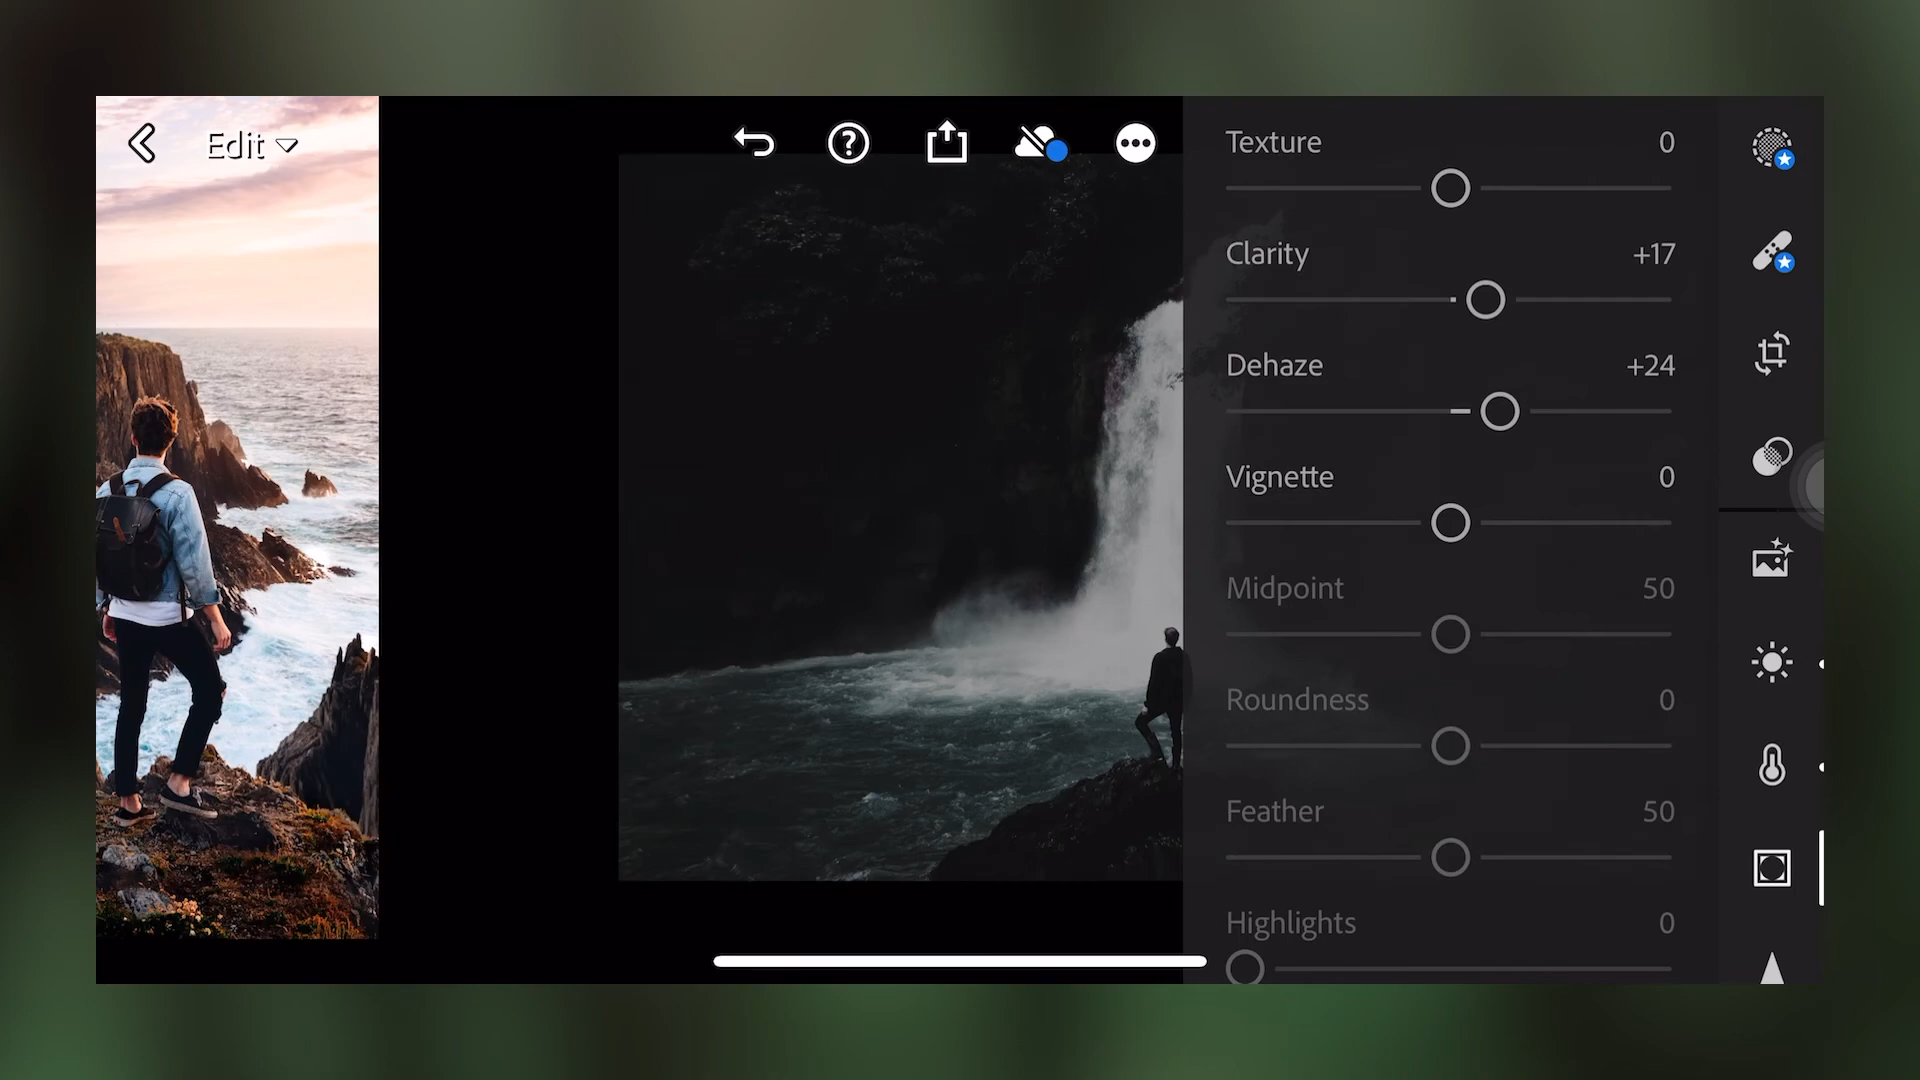 Edit
Texture 0
Clarity +17
Dehaze +24
Vignette 0
Midpoint 50
Roundness 0
Feather 50
Highlights 0